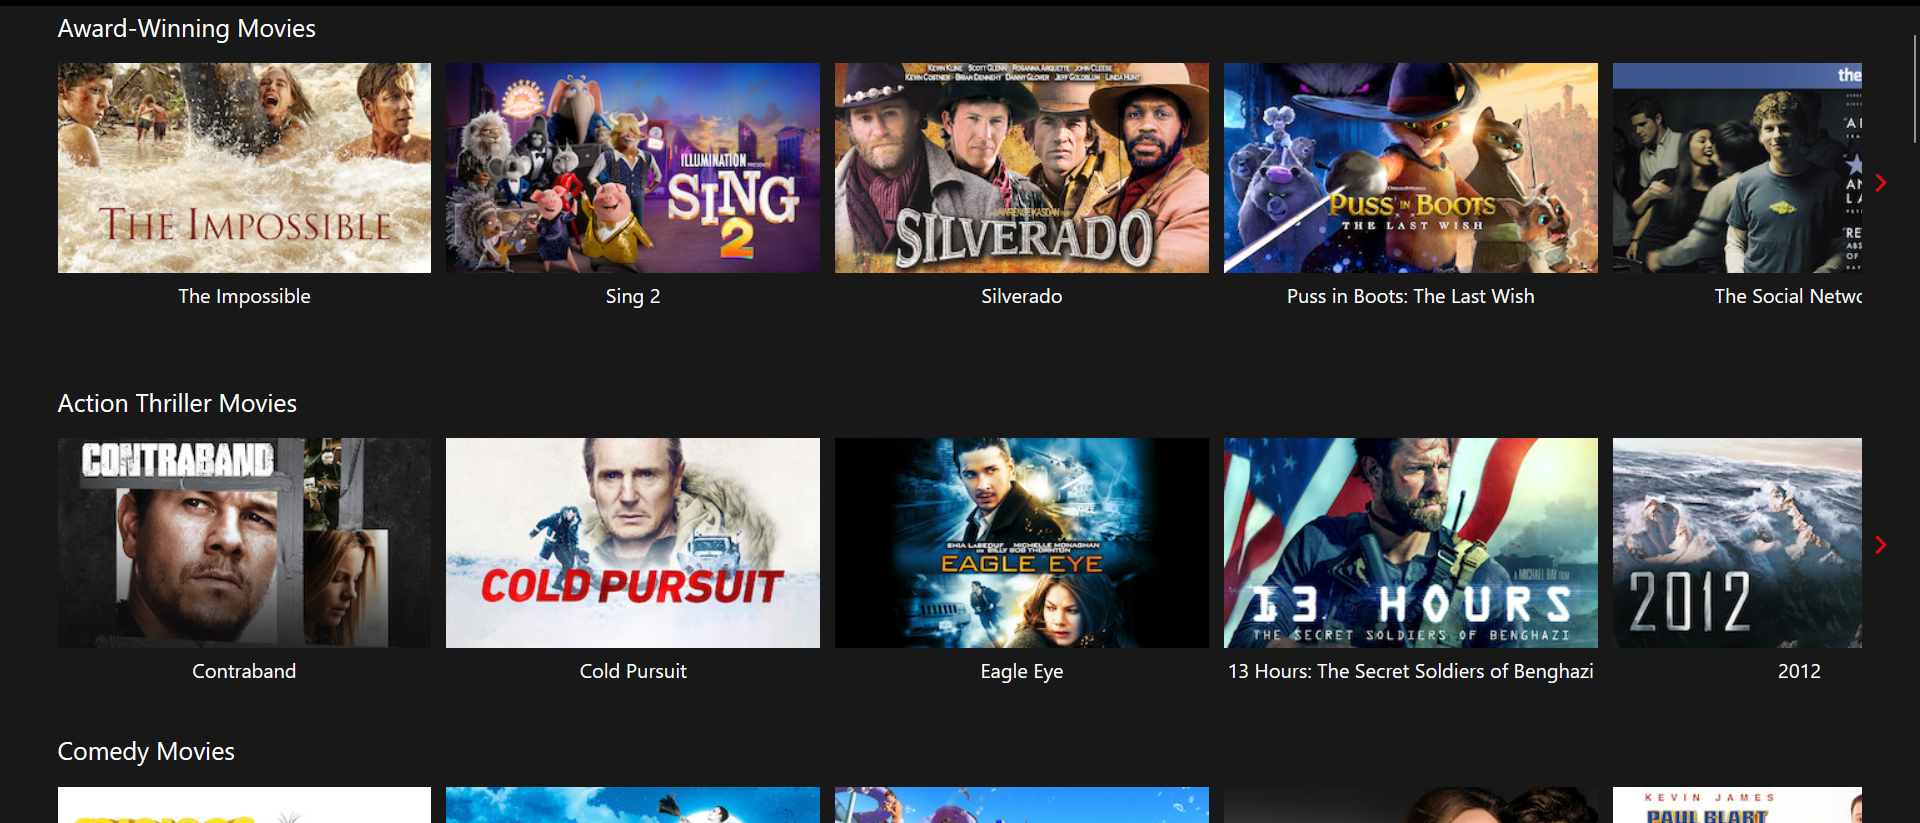 Award-Winning Movies
THE IMPOSSIBLE
The Impossible
ILLUMINATION PRESENTS
SING
2
Sing 2
KEVIN KLINE SCOTT GLENN ROSANNA ARQUETTE JOHN CLEESE
KEVIN COSTNER BRIAN DENNEHY DANNY GLOVER JEFF GOLDBLUM LINDA HUNT
SILVERADO
Silverado
PUSS IN BOOTS
THE LAST WISH
Puss in Boots: The Last Wish
the
The Social Netwo
Action Thriller Movies
CONTRABAND
Contraband
COLD PURSUIT
Cold Pursuit
SHIA LABEOUF MICHELLE MONAGHAN
BILLY BOB THORNTON
EAGLE EYE
Eagle Eye
A MICHAEL BAY FILM
13 HOURS
THE SECRET SOLDIERS OF BENGHAZI
13 Hours: The Secret Soldiers of Benghazi
2012
2012
Comedy Movies
KEVIN JAMES
PAUL BLART